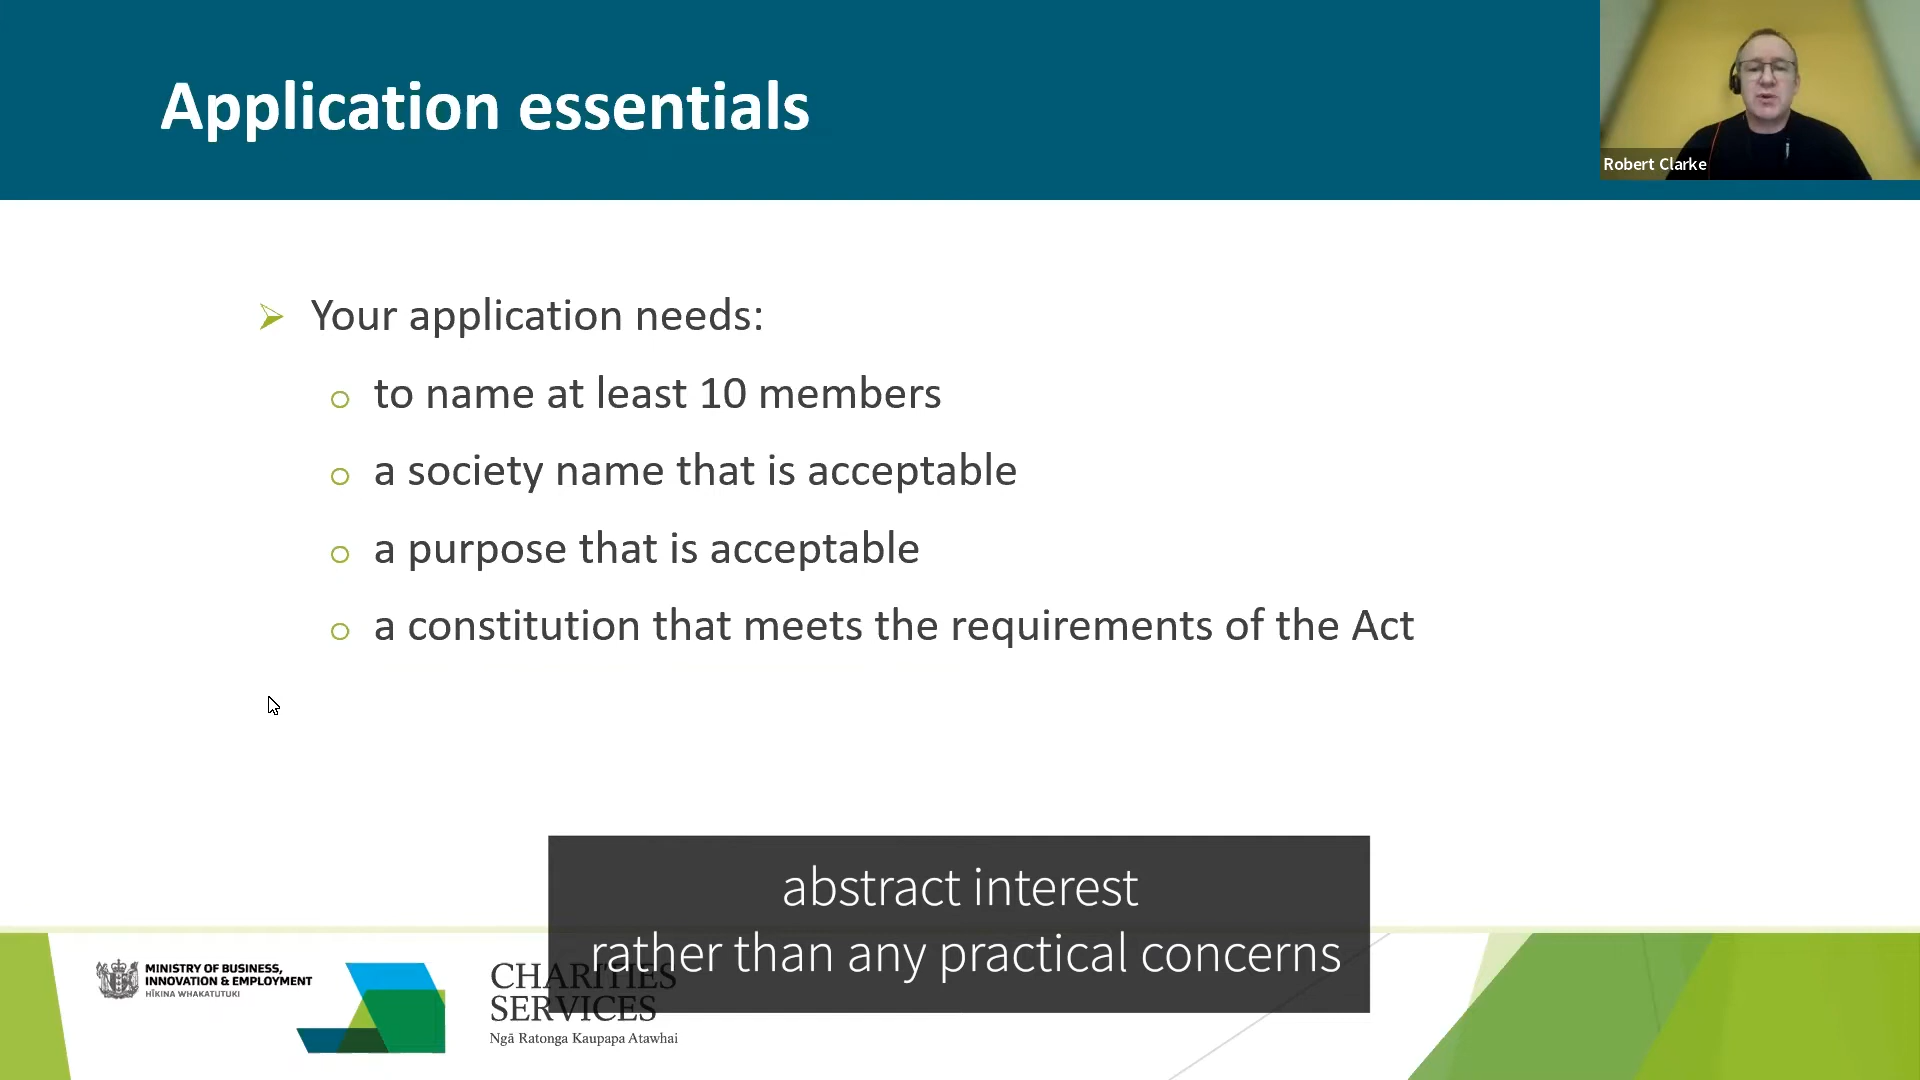 Application essentials
Robert Clarke
Your application needs:
to name at least 10 members
a society name that is acceptable
a purpose that is acceptable
a constitution that meets the requirements of the Act
abstract interest
rather than any practical concerns
MINISTRY OF BUSINESS,
INNOVATION & EMPLOYMENT
HĪKINA WHAKATUTUKI
CHARITIES
SERVICES
Ngā Ratonga Kaupapa Atawhai